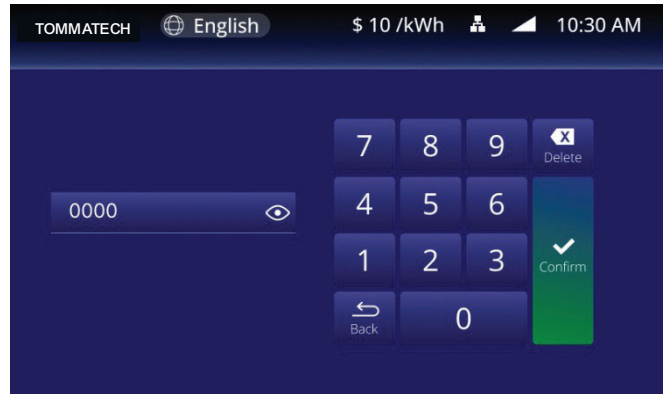 TOMMATECH English $ 10 /kWh 10:30 AM
7 8 9 Delete
0000 4 5 6
1 2 3 Confirm
Back 0